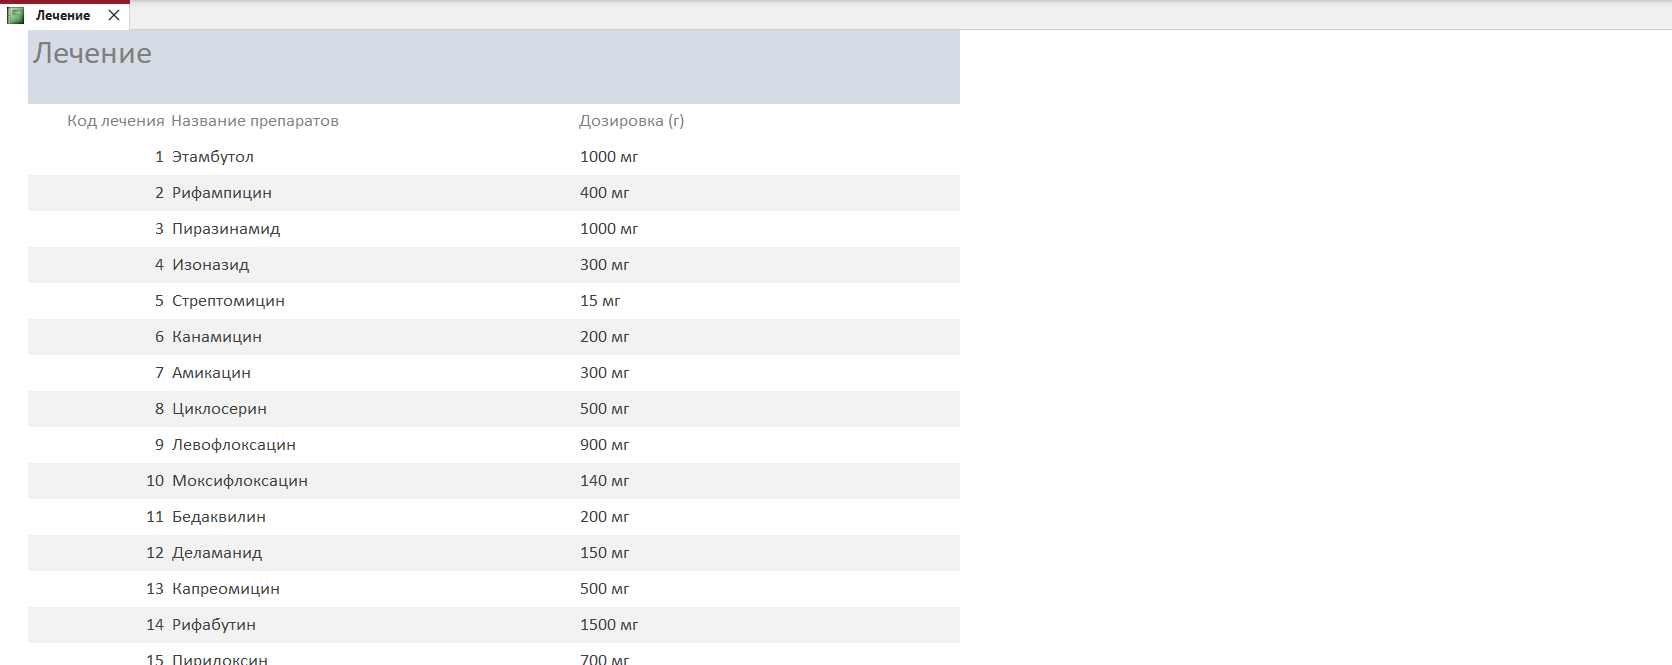 Лечение
Лечение
Код лечения Название препаратов Дозировка (г)
1 Этамбутол 1000 мг
2 Рифампицин 400 мг
3 Пиразинамид 1000 мг
4 Изоназид 300 мг
5 Стрептомицин 15 мг
6 Канамицин 200 мг
7 Амикацин 300 мг
8 Циклосерин 500 мг
9 Левофлоксацин 900 мг
10 Моксифлоксацин 140 мг
11 Бедаквилин 200 мг
12 Деламанид 150 мг
13 Капреомицин 500 мг
14 Рифабутин 1500 мг
15 Пиридоксин 700 мг